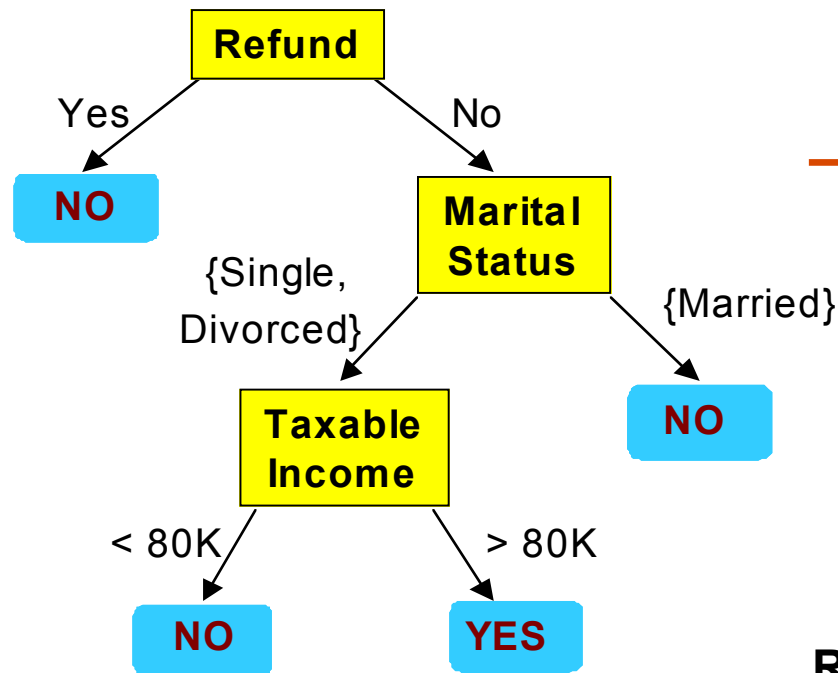 Refund
Yes
No
NO
Marital
Status
{Single,
Divorced}
{Married}
Taxable
Income
NO
< 80K
> 80K
NO
YES
R